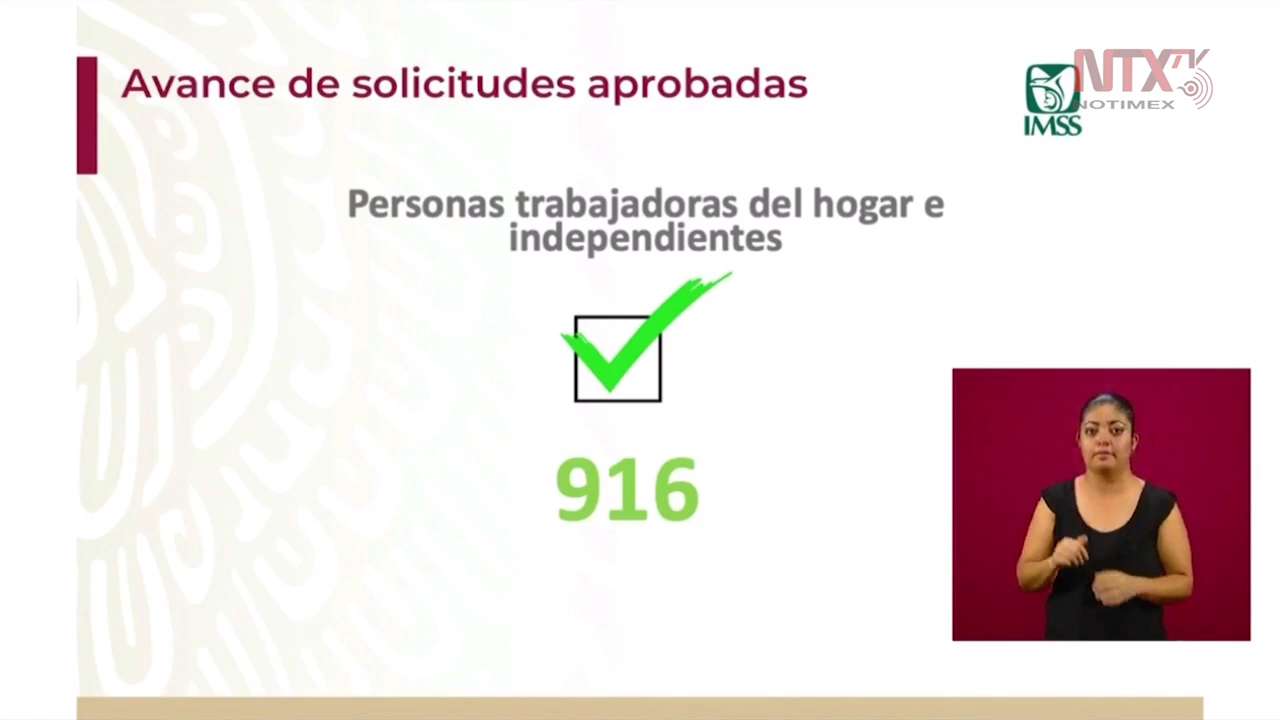 Avance de solicitudes aprobadas
IMSS
NTX
NOTIMEX
Personas trabajadoras del hogar e
independientes
916